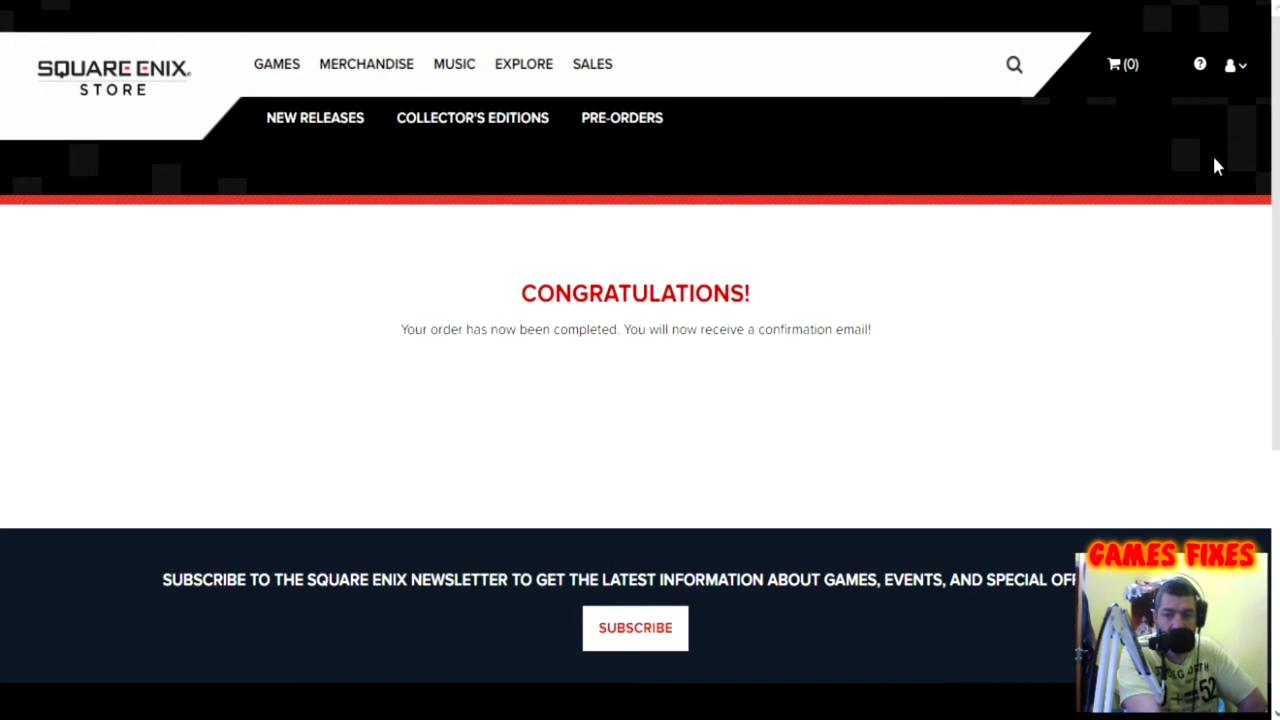 SQUARE ENIX®
STORE
GAMES MERCHANDISE MUSIC EXPLORE SALES
(0)
NEW RELEASES COLLECTOR'S EDITIONS PRE-ORDERS
CONGRATULATIONS!
Your order has now been completed. You will now receive a confirmation email!
SUBSCRIBE TO THE SQUARE ENIX NEWSLETTER TO GET THE LATEST INFORMATION ABOUT GAMES, EVENTS, AND SPECIAL OF
SUBSCRIBE
GAMES FIXES
52